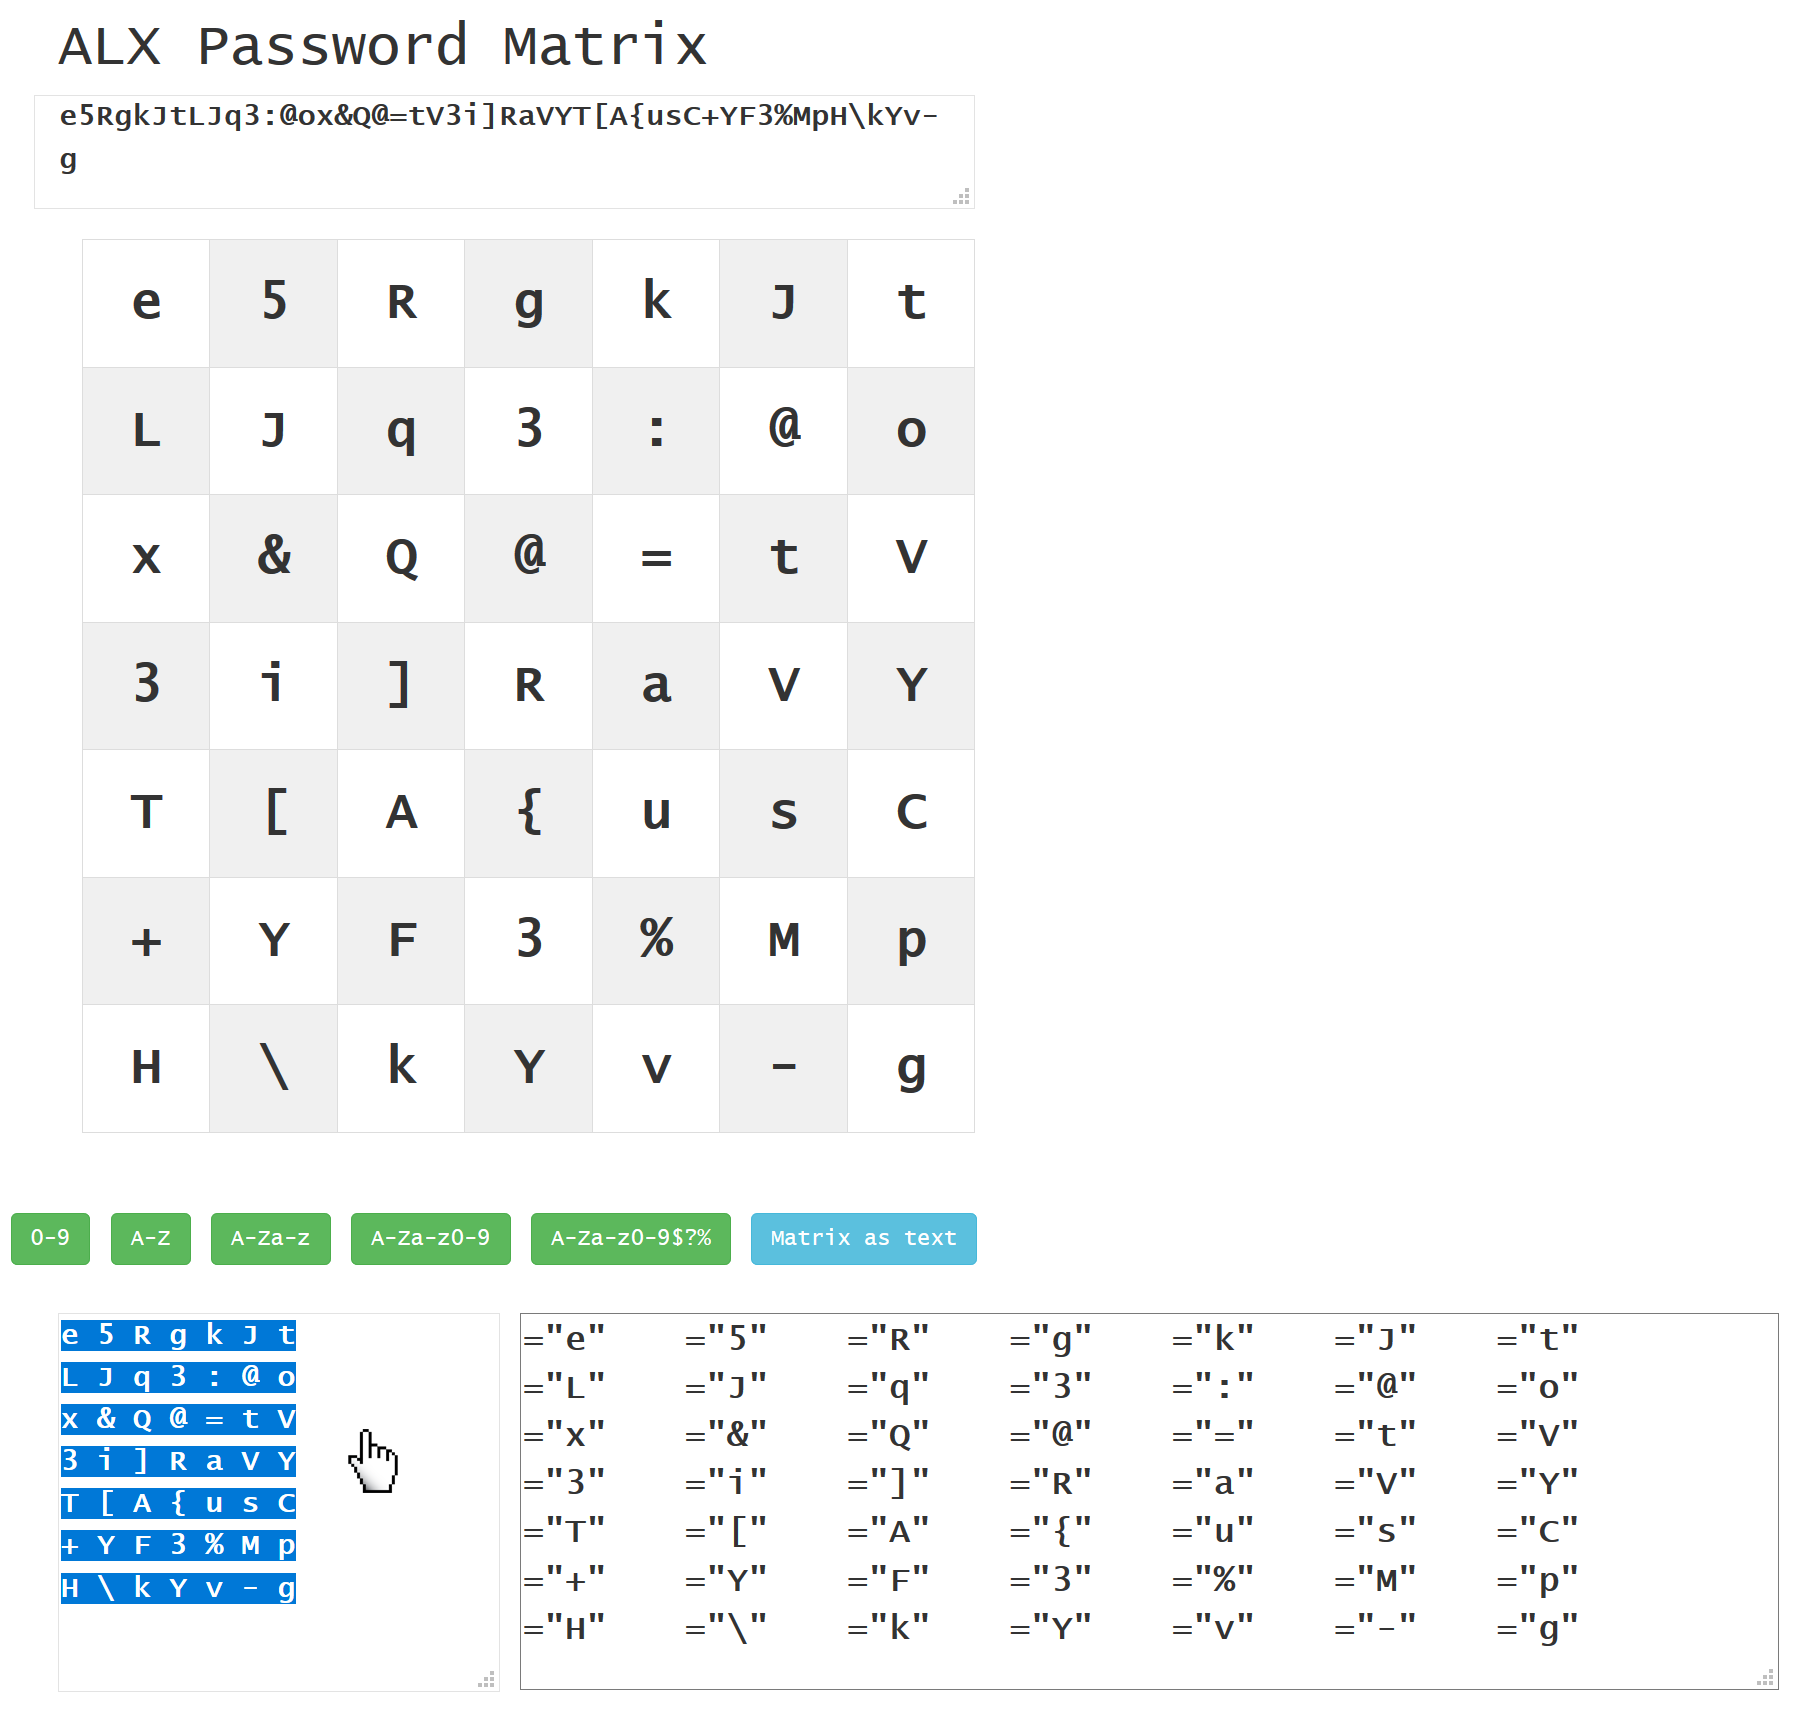 ALX Password Matrix
e5RgkJtLJq3:@ox&Q@=tV3i]RaVYT[A{usC+YF3%MpH\kYv-
g
e 5 R g k J t
L J q 3 : @ o
x & Q @ = t V
3 i ] R a V Y
T [ A { u s C
+ Y F 3 % M p
H \ k Y v - g
0-9 A-Z A-Za-z A-Za-z0-9 A-Za-z0-9$?% Matrix as text
e 5 R g k J t
L J q 3 : @ o
x & Q @ = t V
3 i ] R a V Y
T [ A { u s C
+ Y F 3 % M p
H \ k Y v - g
="e" ="5" ="R" ="g" ="k" ="J" ="t"
="L" ="J" ="q" ="3" =":" ="@" ="o"
="x" ="&" ="Q" ="@" ="=" ="t" ="V"
="3" ="i" ="]" ="R" ="a" ="V" ="Y"
="T" ="[" ="A" ="{" ="u" ="s" ="C"
="+" ="Y" ="F" ="3" ="%" ="M" ="p"
="H" ="\" ="k" ="Y" ="v" ="-" ="g"